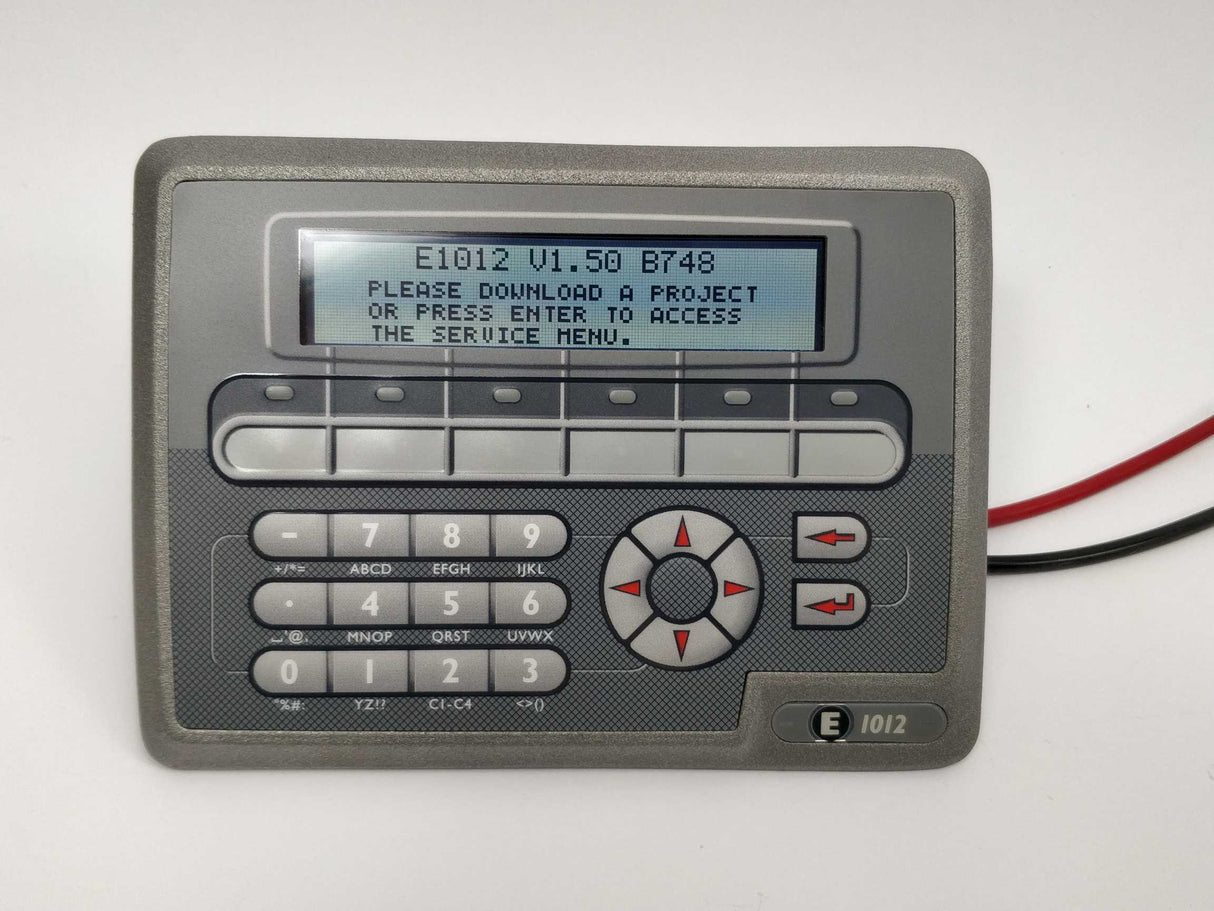 E1012 V1.50 B748
PLEASE DOWNLOAD A PROJECT
OR PRESS ENTER TO ACCESS
THE SERVICE MENU.
- 7 8 9
+/*= ABCD EFGH IJKL
. 4 5 6
⎵'@, MNOP QRST UVWX
0 1 2 3
°%#: YZ!? C1-C4 <>()
E 1012